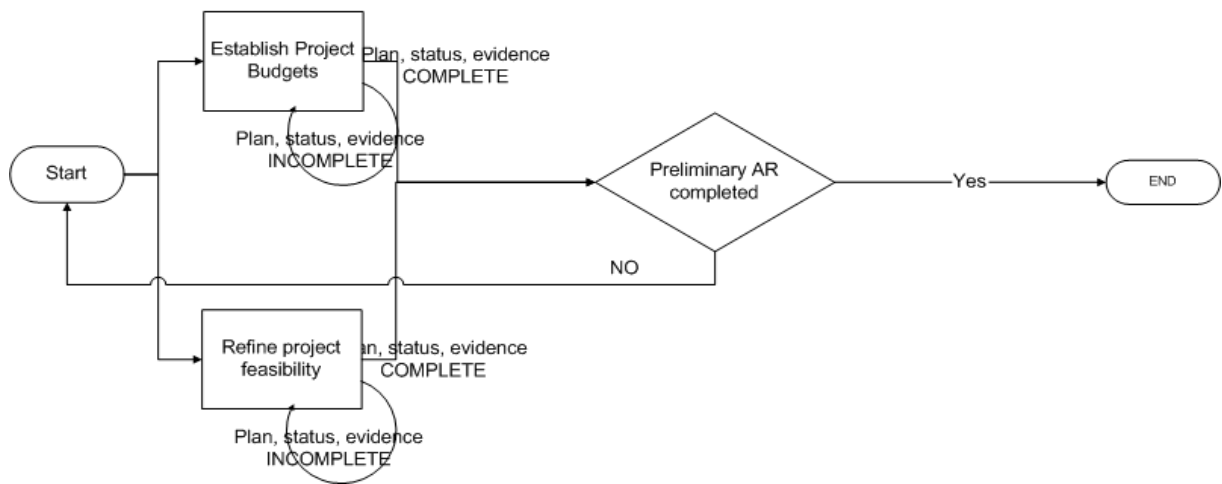 Establish Project
Budgets
Plan, status, evidence
COMPLETE
Plan, status, evidence
INCOMPLETE
Start
Preliminary AR
completed
Yes
END
NO
Refine project
feasibility
an, status, evidence
COMPLETE
Plan, status, evidence
INCOMPLETE